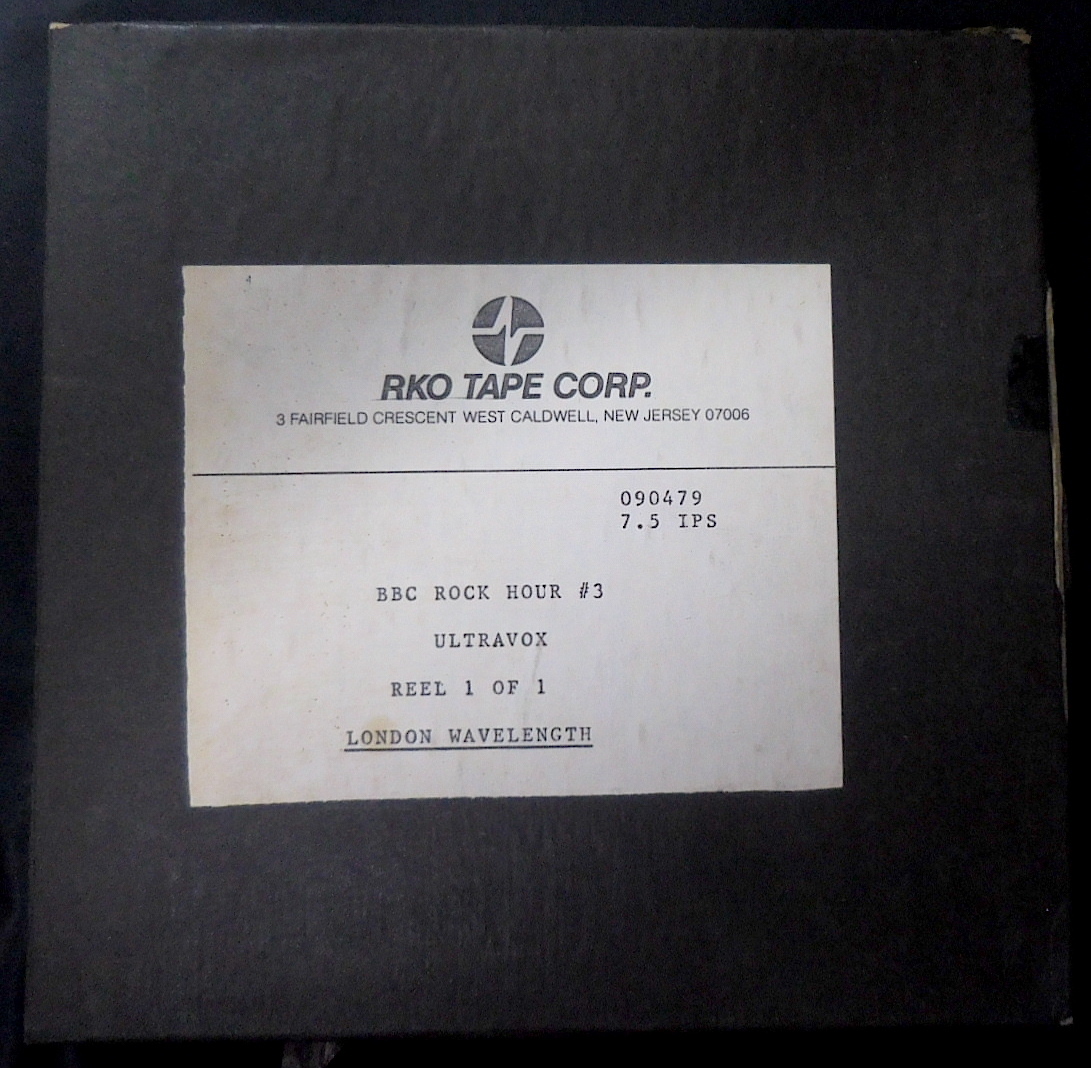 RKO TAPE CORP.
3 FAIRFIELD CRESCENT WEST CALDWELL, NEW JERSEY 07006
090479
7.5 IPS
BBC ROCK HOUR #3
ULTRAVOX
REEL 1 OF 1
LONDON WAVELENGTH